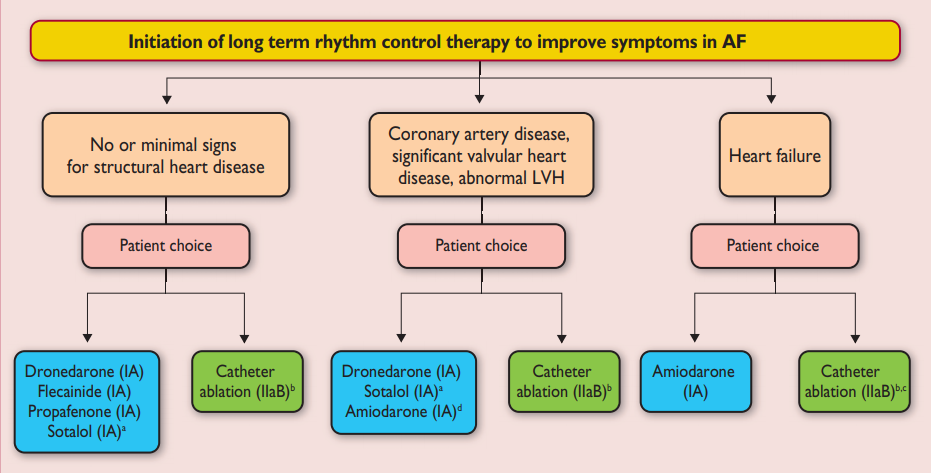 Initiation of long term rhythm control therapy to improve symptoms in AF
No or minimal signs
for structural heart disease
Coronary artery disease,
significant valvular heart
disease, abnormal LVH
Heart failure
Patient choice
Patient choice
Patient choice
Dronedarone (IA)
Flecainide (IA)
Propafenone (IA)
Sotalol (IA)ᵃ
Catheter
ablation (IIaB)ᵇ
Dronedarone (IA)
Sotalol (IA)ᵃ
Amiodarone (IA)ᵈ
Catheter
ablation (IIaB)ᵇ
Amiodarone
(IA)
Catheter
ablation (IIaB)ᵇ,ᶜ